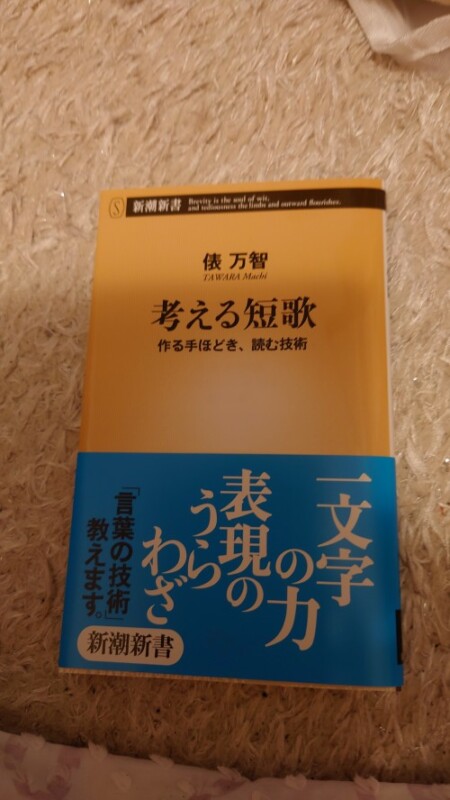 新潮新書
Brevity is the soul of wit,
and tediousness the limbs and outward flourishes.
俵 万智
TAWARA Machi
考える短歌
作る手ほどき、読む技術
一文字
の力
表現の
うら
わざ
「言葉の技術」
教えます。
新潮新書